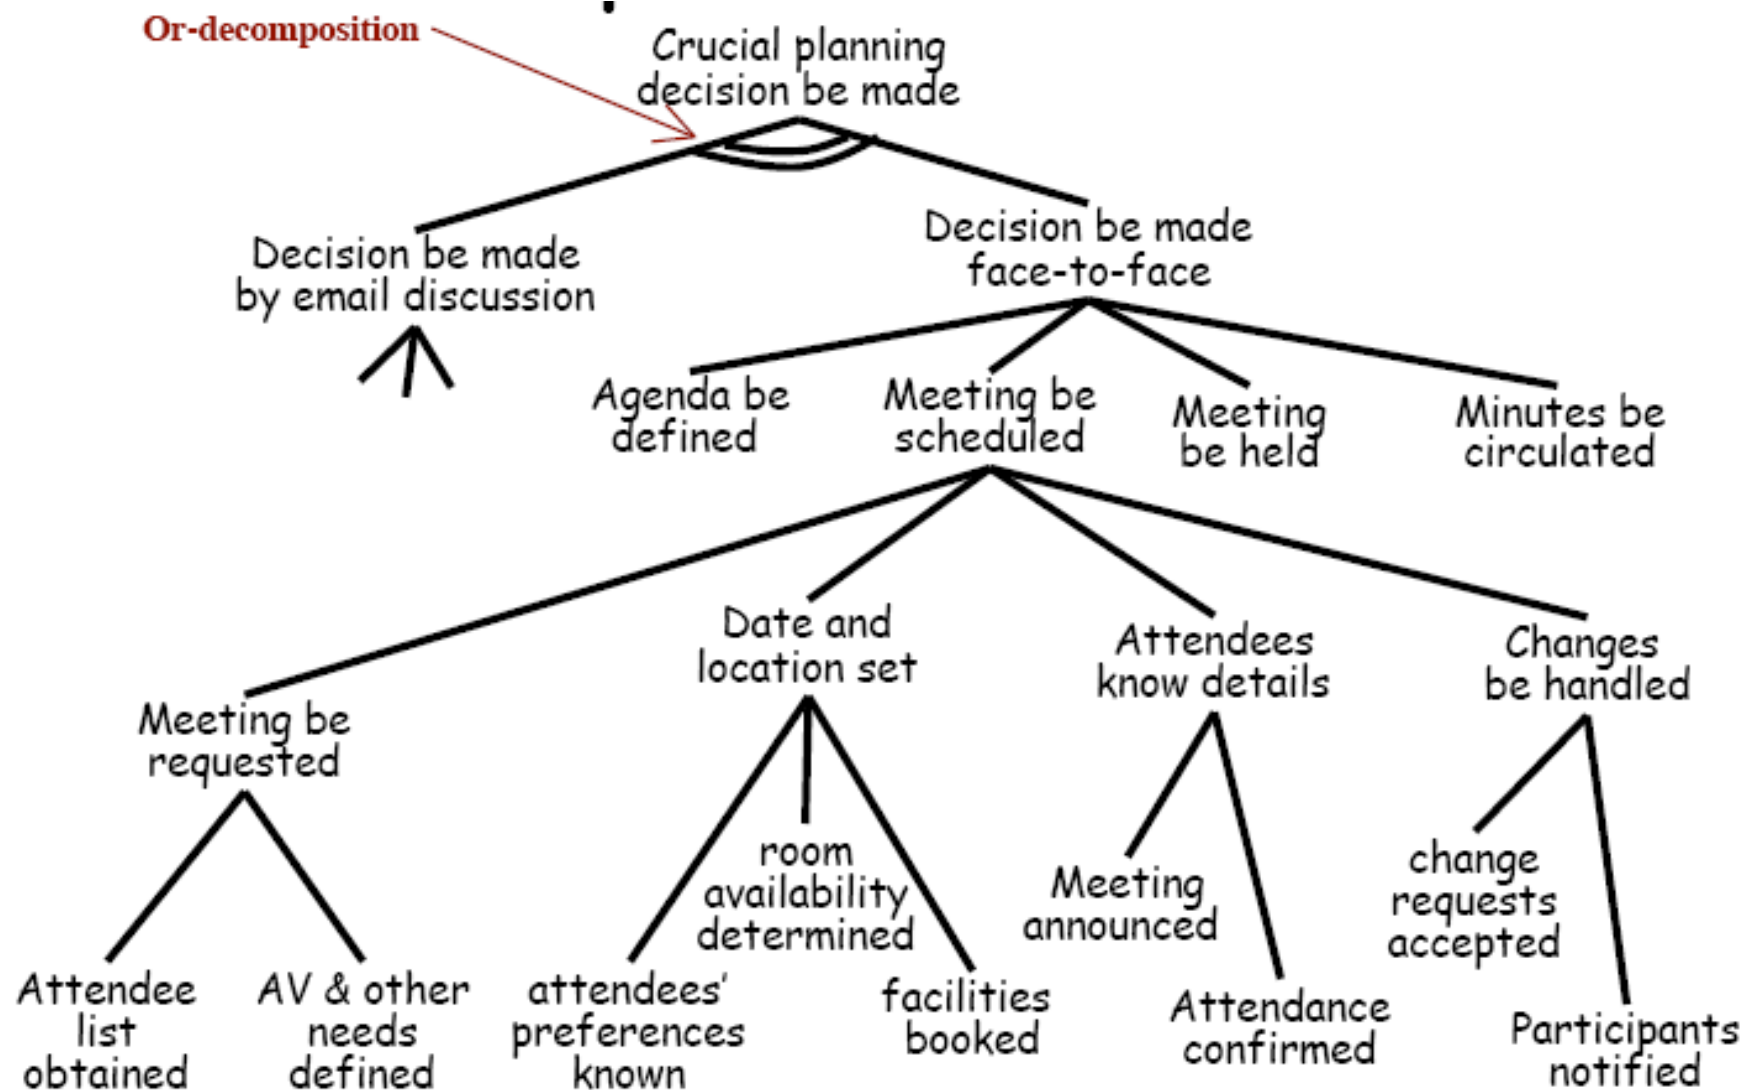 Or-decomposition
Crucial planning
decision be made
Decision be made
by email discussion
Decision be made
face-to-face
Agenda be
defined
Meeting be
scheduled
Meeting
be held
Minutes be
circulated
Meeting be
requested
Date and
location set
Attendees
know details
Changes
be handled
Attendee
list
obtained
AV & other
needs
defined
attendees'
preferences
known
room
availability
determined
facilities
booked
Meeting
announced
Attendance
confirmed
change
requests
accepted
Participants
notified